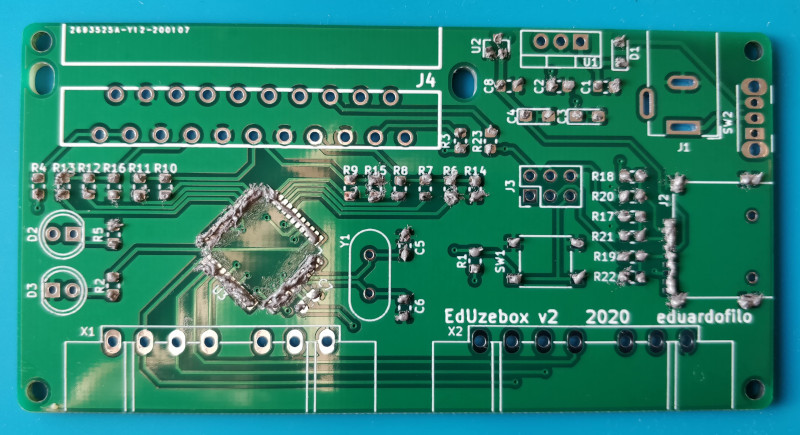 2693525A-Y12-200107
U2
U1
D1
J4
C8
C2
C1
C4
C3
SW2
J1
R3
R23
R4 R13 R12 R16 R11 R10
R9 R15 R8 R7 R6 R14
J3
R18
R20
R17
R21
R19
R22
J2
D2
R5
D3
R2
U3
C7
Y1
C5
C6
R1
SW1
X1
X2
EdUzebox v2 2020 eduardofilo